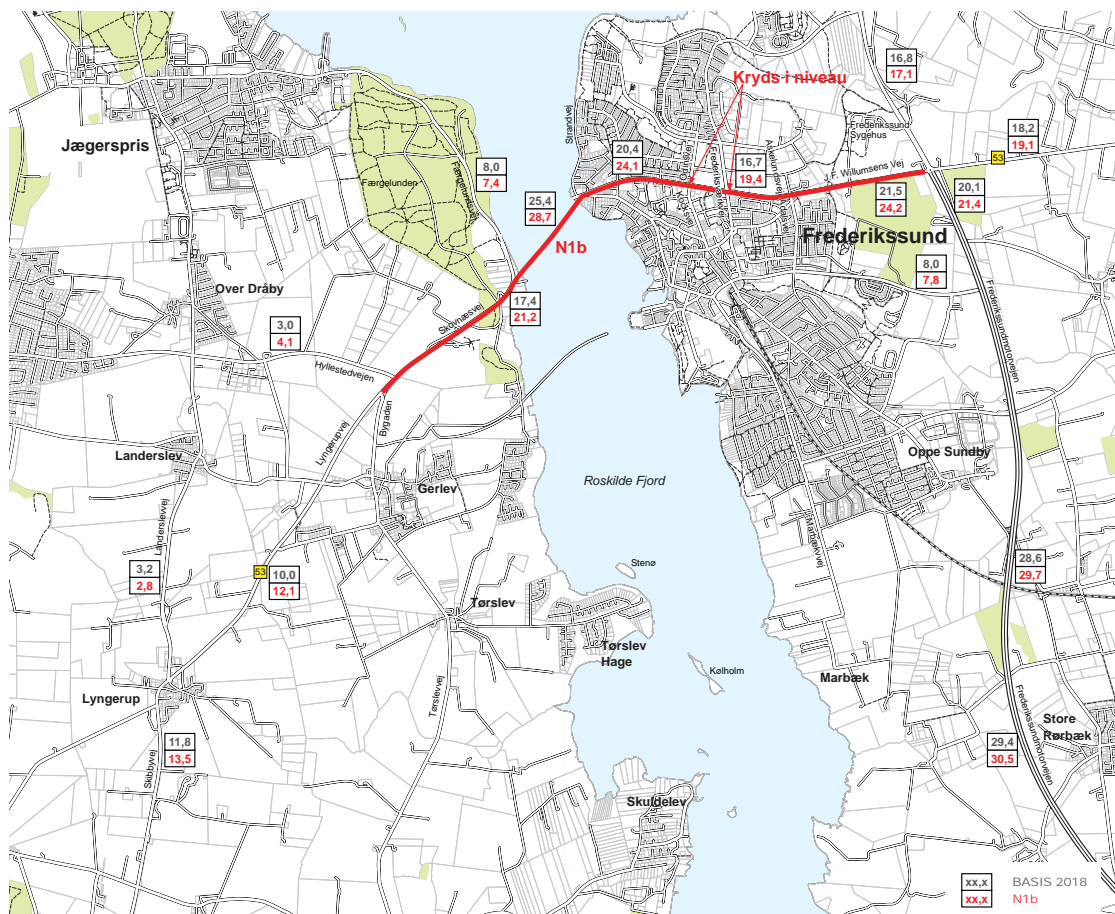 Kryds i niveau
16,8
17,1
Jægerspris
Strandvej
Frederikssund
Sygehus
18,2
19,1
53
20,4
24,1
16,7
19,4
J.F. Willumsens Vej
Færgelunden
Færgelundsvej
8,0
7,4
25,4
28,7
21,5
24,2
20,1
21,4
N1b
Frederikssund
8,0
7,8
Over Dråby
17,4
21,2
Skovnæsvej
Frederikssundmotorvejen
3,0
4,1
Hyllestedvejen
Bygaden
Lyngerupvej
Landerslev
Oppe Sundby
Gerlev
Roskilde Fjord
Landerslevvej
Marbækvej
3,2
2,8
53
10,0
12,1
Stenø
28,6
29,7
Tørslev
Tørslev
Hage
Kølholm
Marbæk
Lyngerup
Tørslevvej
Frederikssundmotorvejen
Store
Rørbæk
11,8
13,5
Skibbyvej
29,4
30,5
Skuldelev
xx,x
BASIS 2018
xx,x
N1b